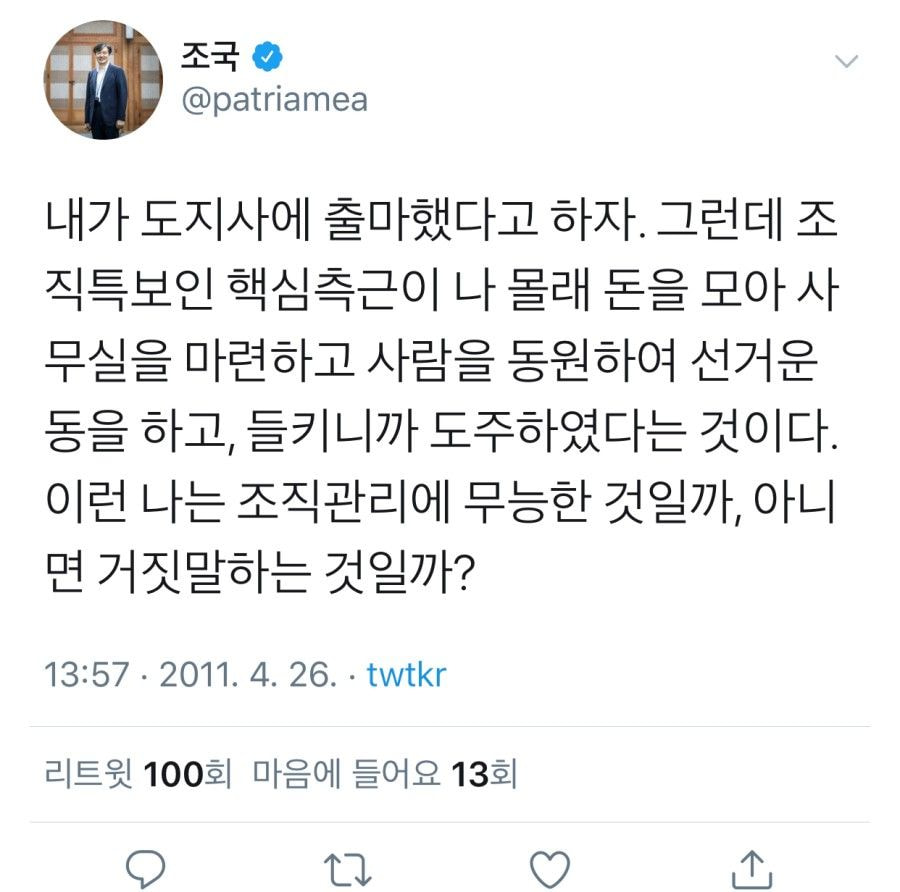 조국
@patriamea
내가 도지사에 출마했다고 하자. 그런데 조
직특보인 핵심측근이 나 몰래 돈을 모아 사
무실을 마련하고 사람을 동원하여 선거운
동을 하고, 들키니까 도주하였다는 것이다.
이런 나는 조직관리에 무능한 것일까, 아니
면 거짓말하는 것일까?
13:57 · 2011. 4. 26. · twtkr
리트윗 100회 마음에 들어요 13회